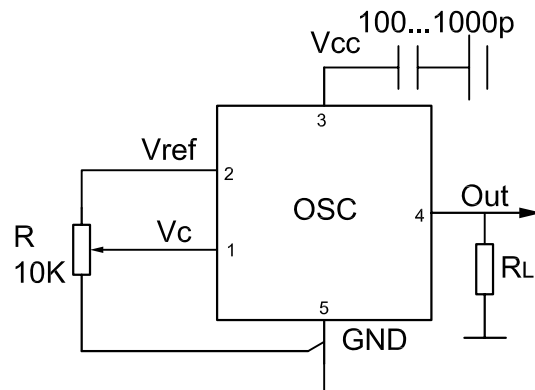 100...1000p
Vcc
3
Vref
2
OSC
Out
4
R
10K
Vc
1
RL
5
GND